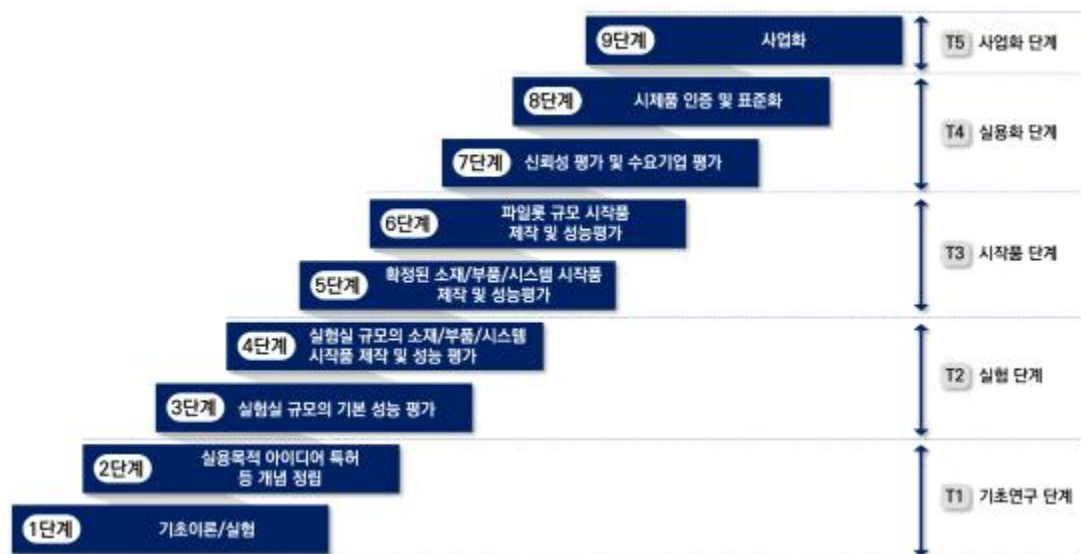 9단계 사업화
T5 사업화 단계
8단계 시제품 인증 및 표준화
T4 실용화 단계
7단계 신뢰성 평가 및 수요기업 평가
6단계 파일롯 규모 시작품
제작 및 성능평가
T3 시작품 단계
5단계 확정된 소재/부품/시스템 시작품
제작 및 성능평가
4단계 실험실 규모의 소재/부품/시스템
시작품 제작 및 성능 평가
T2 실험 단계
3단계 실험실 규모의 기본 성능 평가
2단계 실용목적 아이디어 특허
등 개념 정립
T1 기초연구 단계
1단계 기초이론/실험